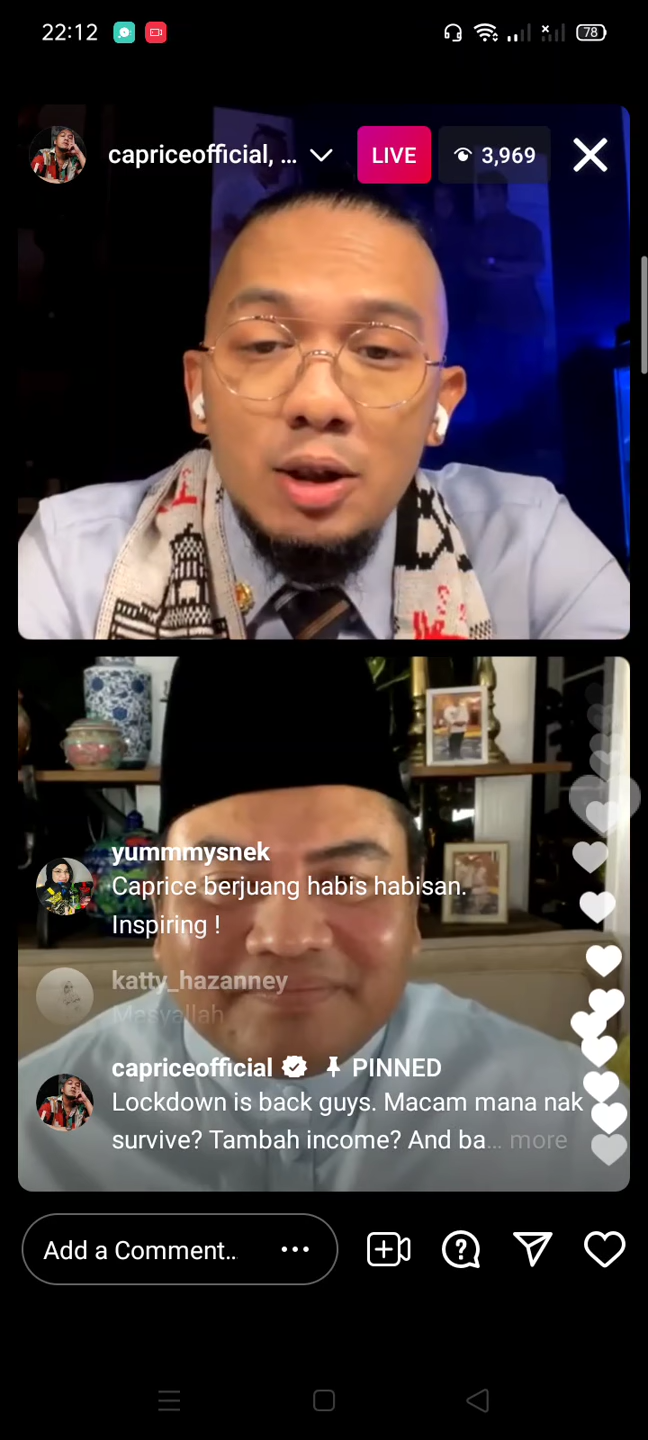 22:12
78
capriceofficial, ...
LIVE
3,969
yummmysnek
Caprice berjuang habis habisan.
Inspiring !
katty_hazanney
Masyallah
capriceofficial PINNED
Lockdown is back guys. Macam mana nak
survive? Tambah income? And ba... more
Add a Comment..